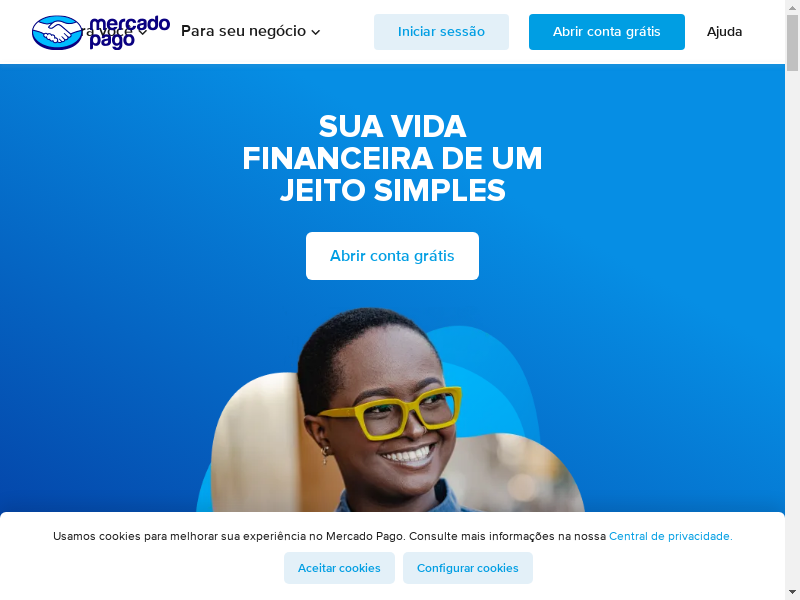 mercado
pago
você
Para seu negócio
Iniciar sessão
Abrir conta grátis
Ajuda
SUA VIDA
FINANCEIRA DE UM
JEITO SIMPLES
Abrir conta grátis
Usamos cookies para melhorar sua experiência no Mercado Pago. Consulte mais informações na nossa Central de privacidade.
Aceitar cookies
Configurar cookies